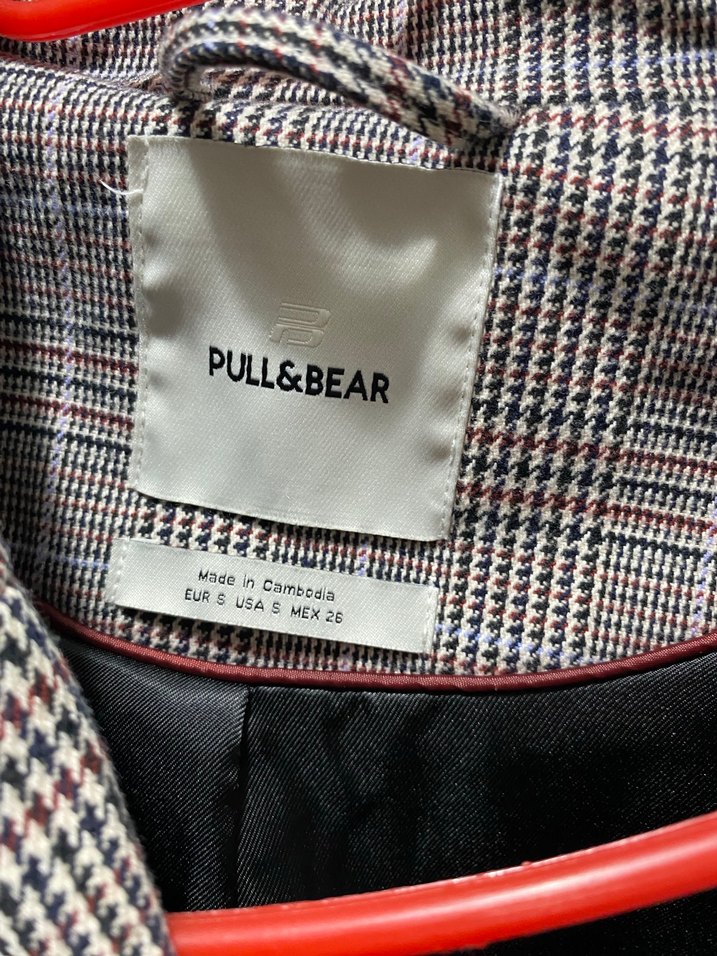 PULL&BEAR
Made in Cambodia
EUR S USA S MEX 26